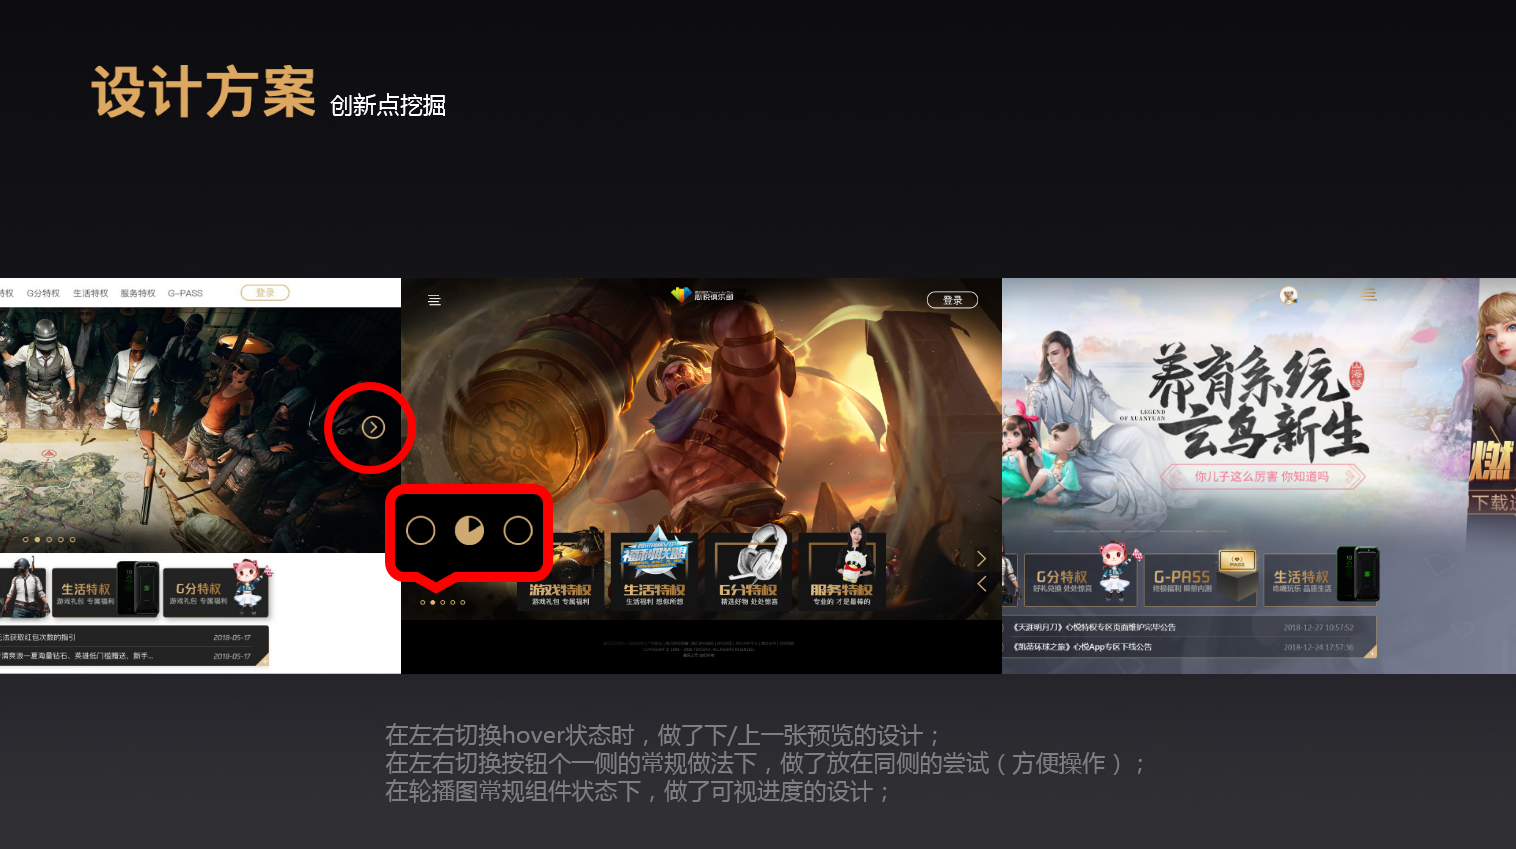 设计方案 创新点挖掘
特权 G分特权 生活特权 服务特权 G-PASS 登录
生活特权 G分特权
游戏礼包 专属福利 游戏礼包 专属福利
无法获取红包次数的指引 2018-05-17
清爽浪一夏海量钻石、英雄低门槛赠送、新手... 2018-05-17
心悦俱乐部
登录
游戏特权 生活特权 G分特权 服务特权
游戏礼包 专属福利 生活福利 想你所想 精选好物 处处惊喜 专业的 才是最棒的
养育系统
山海经
LEGEND
OF XUANYUAN
云鸟新生
你儿子这么厉害 你知道吗
燃
下载送
G分特权 G-PASS 生活特权
好礼兑换 处处惊喜 终极福利 限量内测 吃喝玩乐 品质生活
PASS
《天涯明月刀》心悦特权专区页面维护完毕公告 2018-12-27 10:57:52
《凯蒂环球之旅》心悦App专区下线公告 2018-12-24 17:57:36
在左右切换hover状态时，做了下/上一张预览的设计；
在左右切换按钮个一侧的常规做法下，做了放在同侧的尝试（方便操作）；
在轮播图常规组件状态下，做了可视进度的设计；